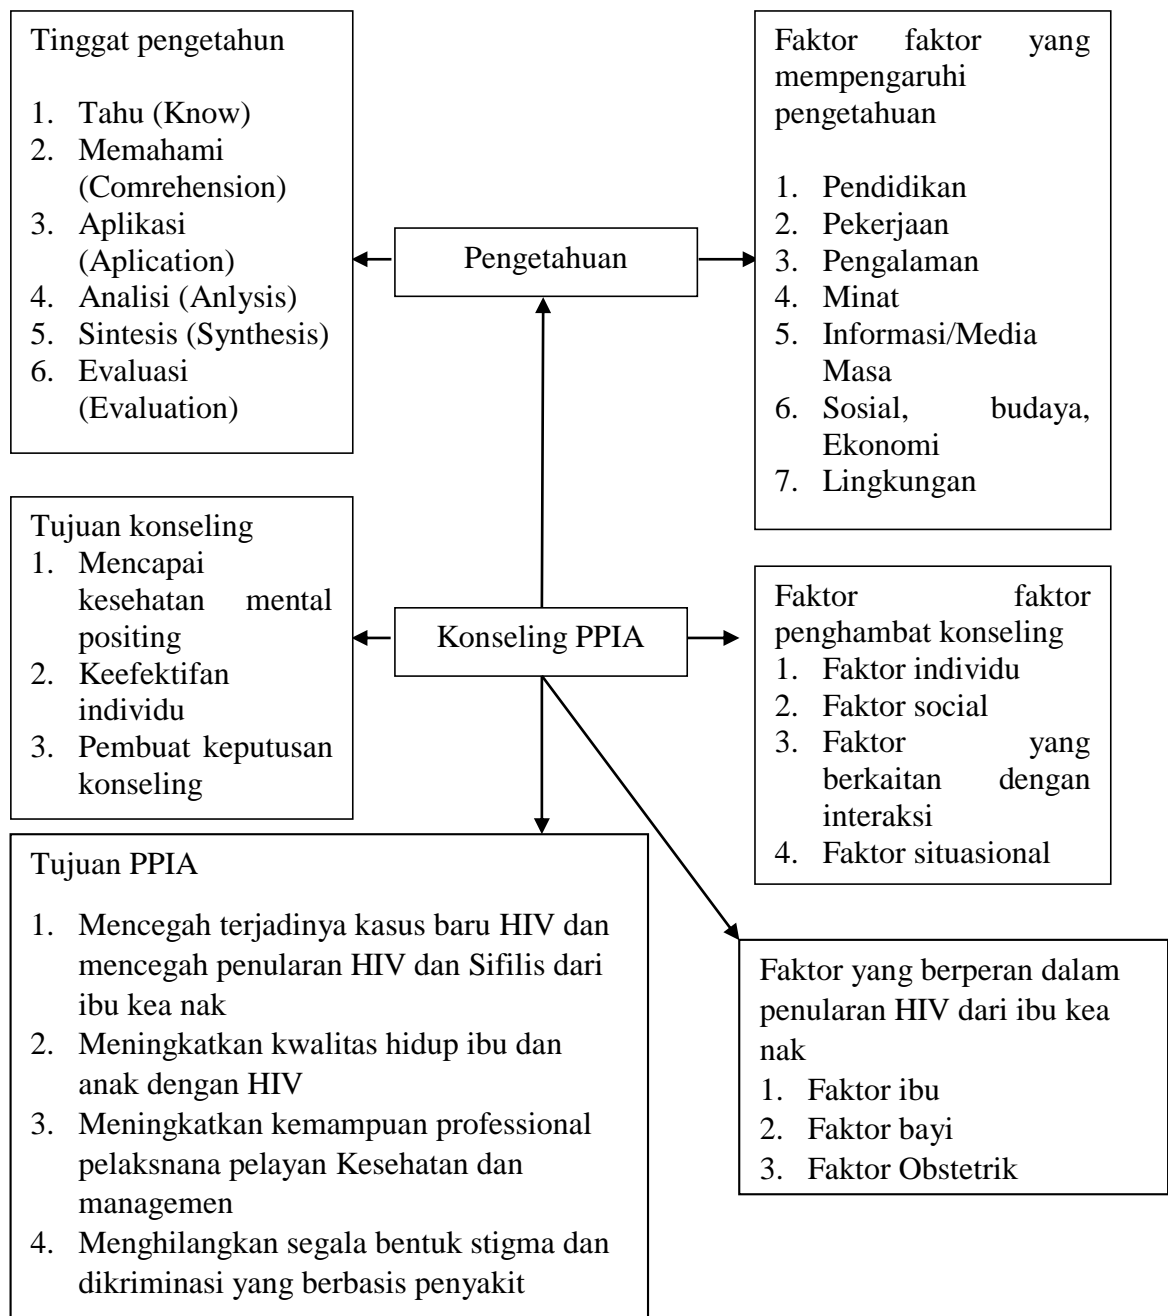 Tinggat pengetahun
1. Tahu (Know)
2. Memahami
(Comrehension)
3. Aplikasi
(Aplication)
4. Analisi (Anlysis)
5. Sintesis (Synthesis)
6. Evaluasi
(Evaluation)
Pengetahuan
Faktor faktor yang
mempengaruhi
pengetahuan
1. Pendidikan
2. Pekerjaan
3. Pengalaman
4. Minat
5. Informasi/Media
Masa
6. Sosial, budaya,
Ekonomi
7. Lingkungan
Tujuan konseling
1. Mencapai
kesehatan mental
positing
2. Keefektifan
individu
3. Pembuat keputusan
konseling
Konseling PPIA
Faktor faktor
penghambat konseling
1. Faktor individu
2. Faktor social
3. Faktor yang
berkaitan dengan
interaksi
4. Faktor situasional
Tujuan PPIA
1. Mencegah terjadinya kasus baru HIV dan
mencegah penularan HIV dan Sifilis dari
ibu kea nak
2. Meningkatkan kwalitas hidup ibu dan
anak dengan HIV
3. Meningkatkan kemampuan professional
pelaksnana pelayan Kesehatan dan
managemen
4. Menghilangkan segala bentuk stigma dan
dikriminasi yang berbasis penyakit
Faktor yang berperan dalam
penularan HIV dari ibu kea
nak
1. Faktor ibu
2. Faktor bayi
3. Faktor Obstetrik